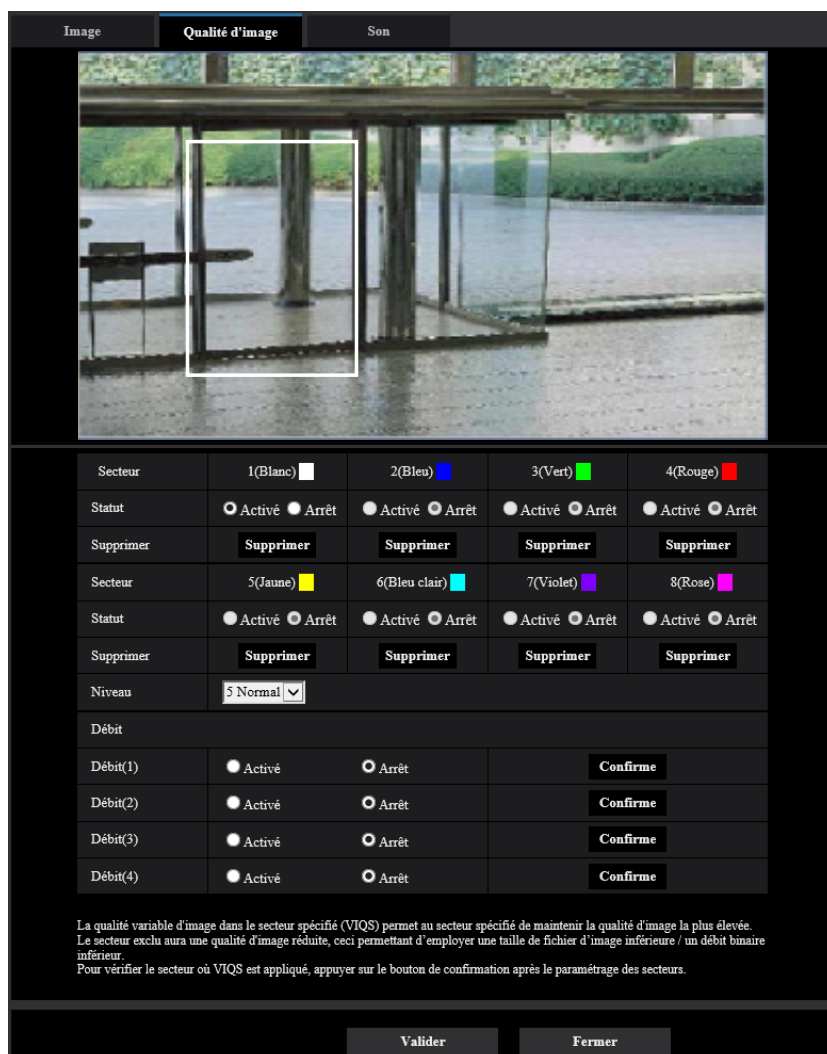 Image Qualité d'image Son
Secteur 1(Blanc) 2(Bleu) 3(Vert) 4(Rouge)
Statut Activé Arrêt Activé Arrêt Activé Arrêt Activé Arrêt
Supprimer Supprimer Supprimer Supprimer Supprimer
Secteur 5(Jaune) 6(Bleu clair) 7(Violet) 8(Rose)
Statut Activé Arrêt Activé Arrêt Activé Arrêt Activé Arrêt
Supprimer Supprimer Supprimer Supprimer Supprimer
Niveau 5 Normal
Débit
Débit(1) Activé Arrêt Confirme
Débit(2) Activé Arrêt Confirme
Débit(3) Activé Arrêt Confirme
Débit(4) Activé Arrêt Confirme
La qualité variable d'image dans le secteur spécifié (VIQS) permet au secteur spécifié de maintenir la qualité d'image la plus élevée.
Le secteur exclu aura une qualité d'image réduite, ceci permettant d’employer une taille de fichier d’image inférieure / un débit binaire
inférieur.
Pour vérifier le secteur où VIQS est appliqué, appuyer sur le bouton de confirmation après le paramétrage des secteurs.
Valider Fermer